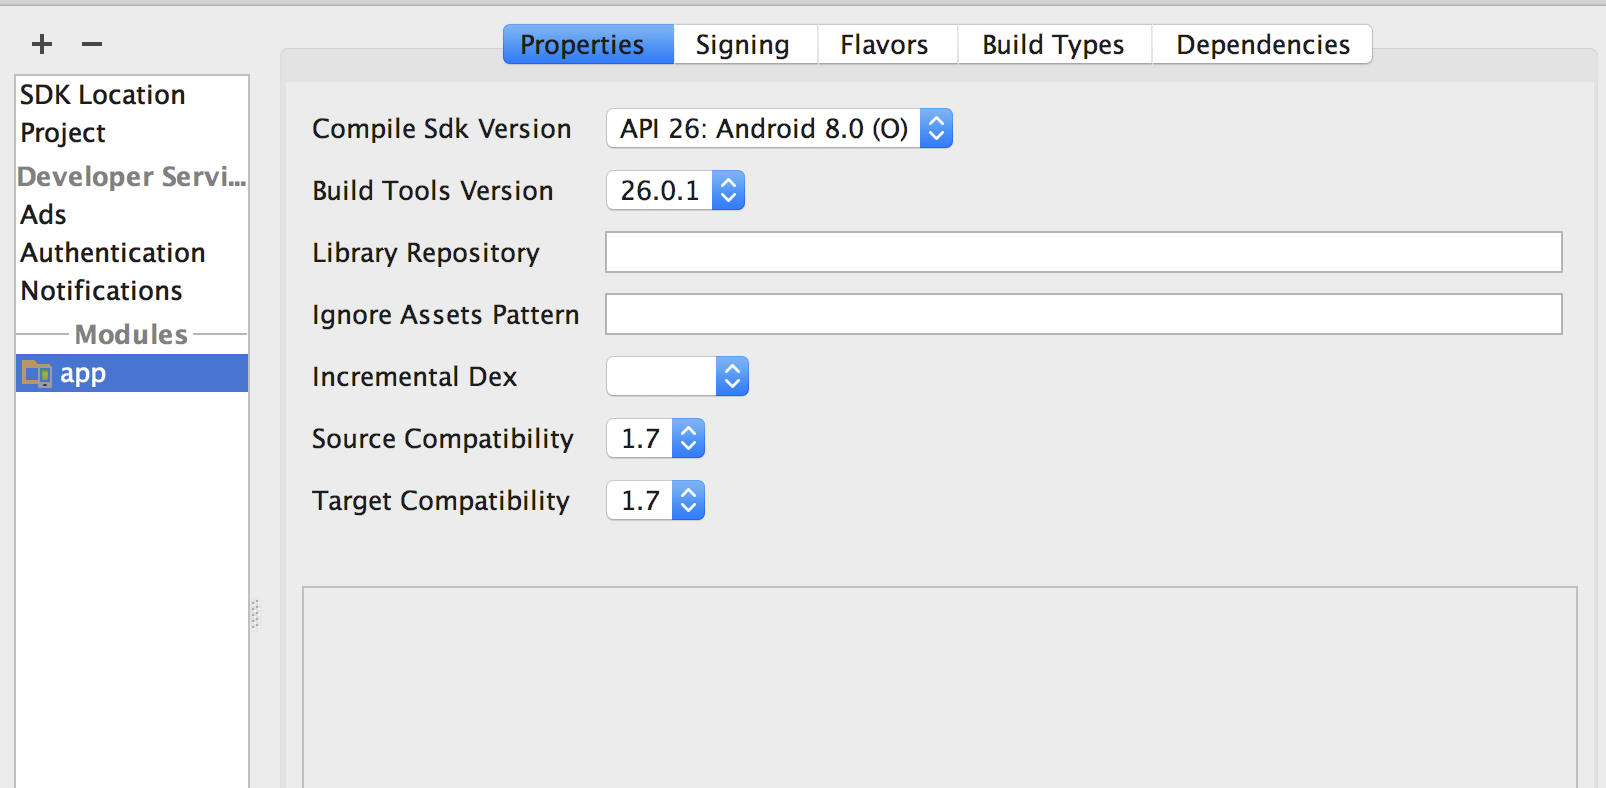 Properties Signing Flavors Build Types Dependencies
SDK Location
Project
Developer Servi...
Ads
Authentication
Notifications
Modules
app
Compile Sdk Version API 26: Android 8.0 (O)
Build Tools Version 26.0.1
Library Repository
Ignore Assets Pattern
Incremental Dex
Source Compatibility 1.7
Target Compatibility 1.7